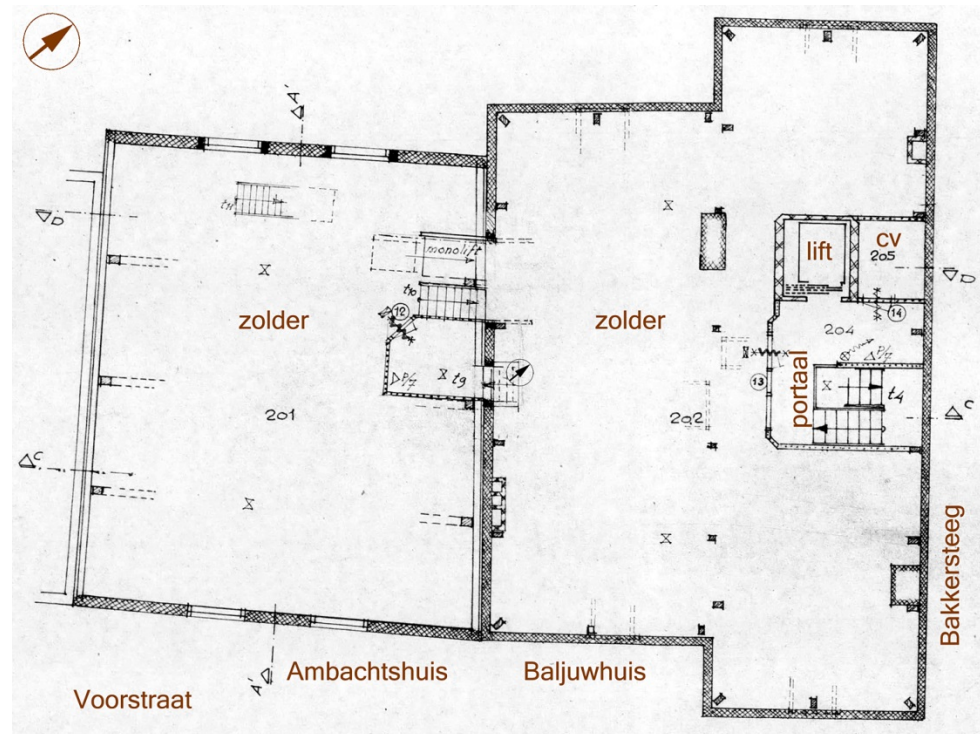 A'
D
t11
monolift
lift
cv
205
D
t10
12
14
zolder
zolder
204
P/z
portaal
13
t9
P/z
t4
201
202
C
C
Bakkersteeg
Ambachtshuis
Baljuwhuis
A'
Voorstraat